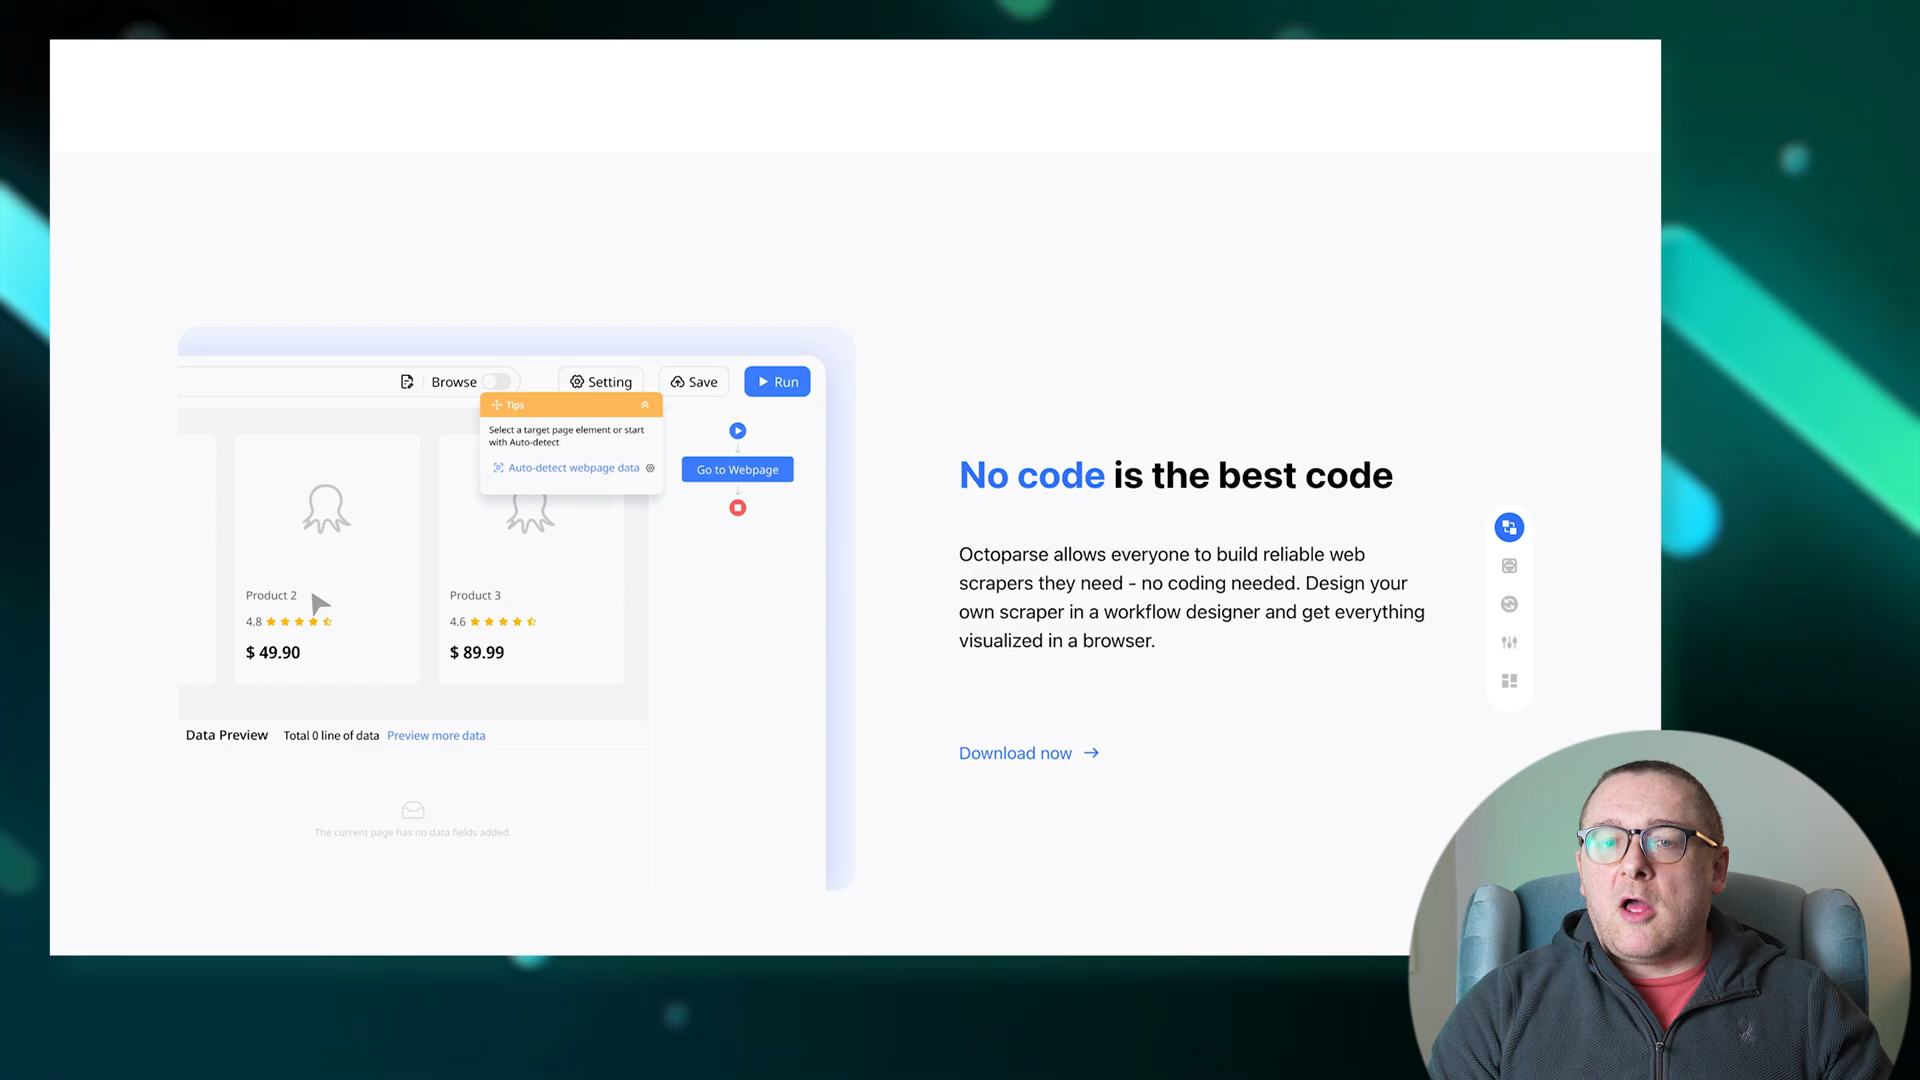 Browse
Setting
Save
Run
Tips
Select a target page element or start
with Auto-detect
Auto-detect webpage data
Go to Webpage
Product 2
4.8
$ 49.90
Product 3
4.6
$ 89.99
Data Preview Total 0 line of data Preview more data
The current page has no data fields added.
No code is the best code
Octoparse allows everyone to build reliable web
scrapers they need - no coding needed. Design your
own scraper in a workflow designer and get everything
visualized in a browser.
Download now →